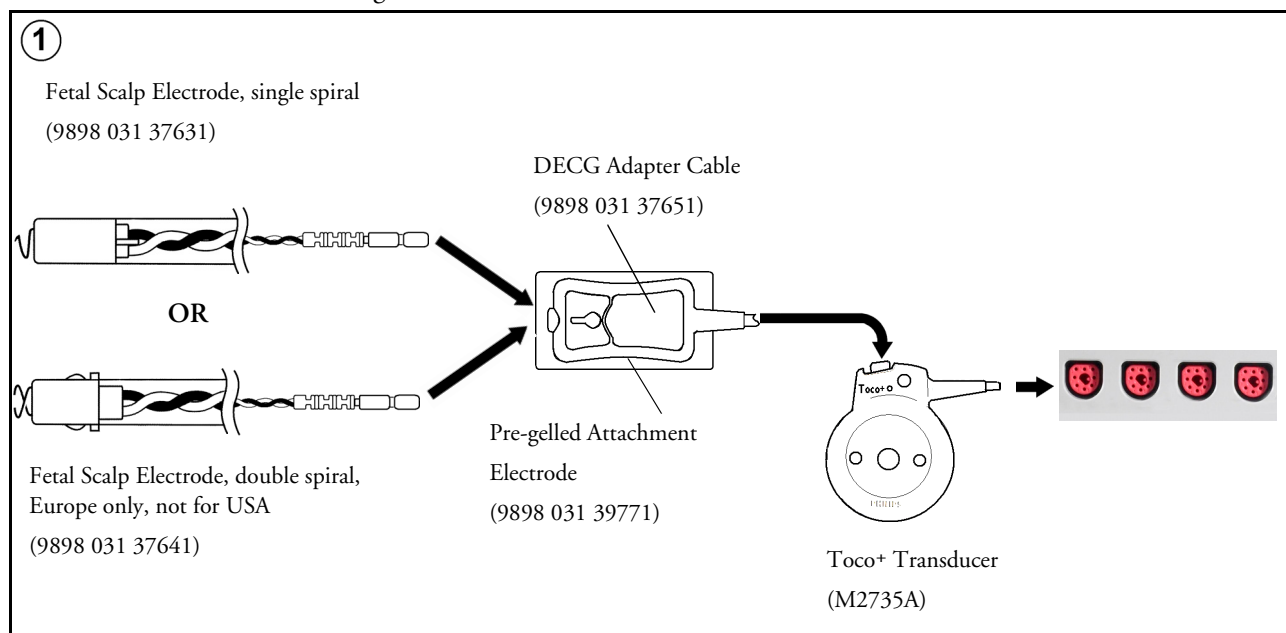 1
Fetal Scalp Electrode, single spiral
(9898 031 37631)
DECG Adapter Cable
(9898 031 37651)
OR
Toco+
Pre-gelled Attachment
Electrode
(9898 031 39771)
PHILIPS
Fetal Scalp Electrode, double spiral,
Europe only, not for USA
(9898 031 37641)
Toco+ Transducer
(M2735A)